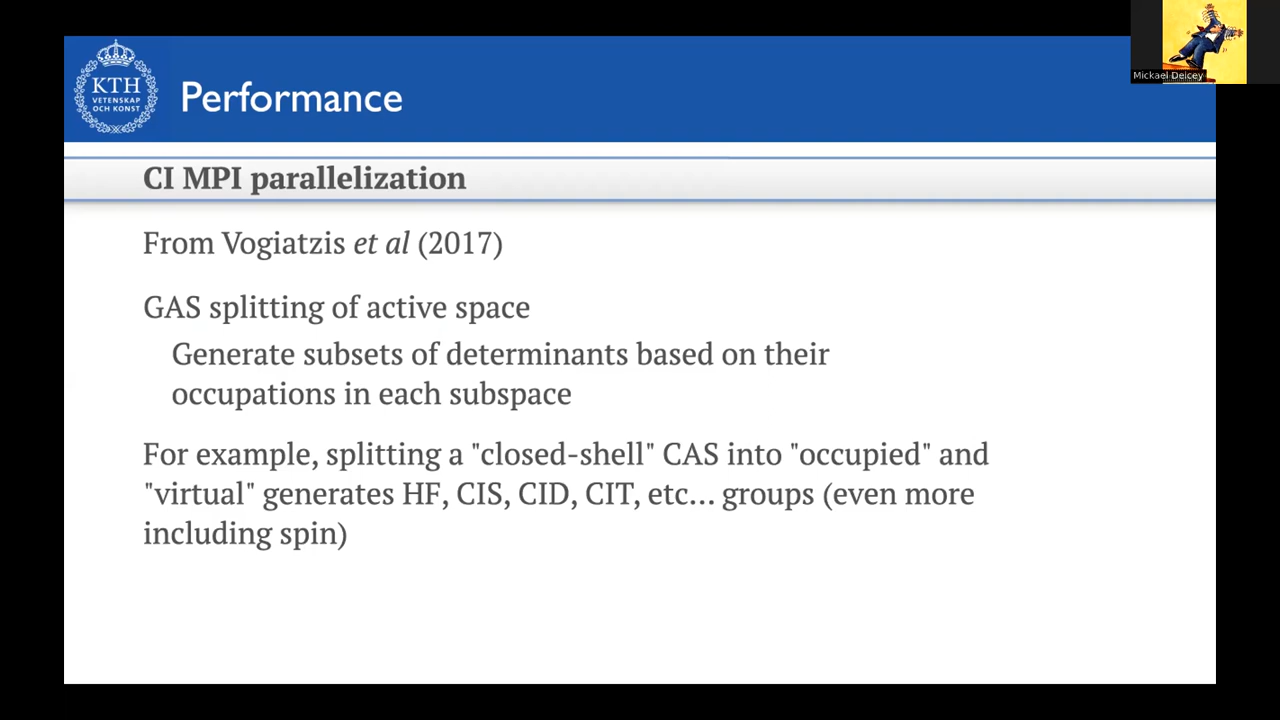 KTH
VETENSKAP
OCH KONST
Performance
Mickael Delcey
CI MPI parallelization
From Vogiatzis et al (2017)
GAS splitting of active space
Generate subsets of determinants based on their
occupations in each subspace
For example, splitting a "closed-shell" CAS into "occupied" and
"virtual" generates HF, CIS, CID, CIT, etc... groups (even more
including spin)